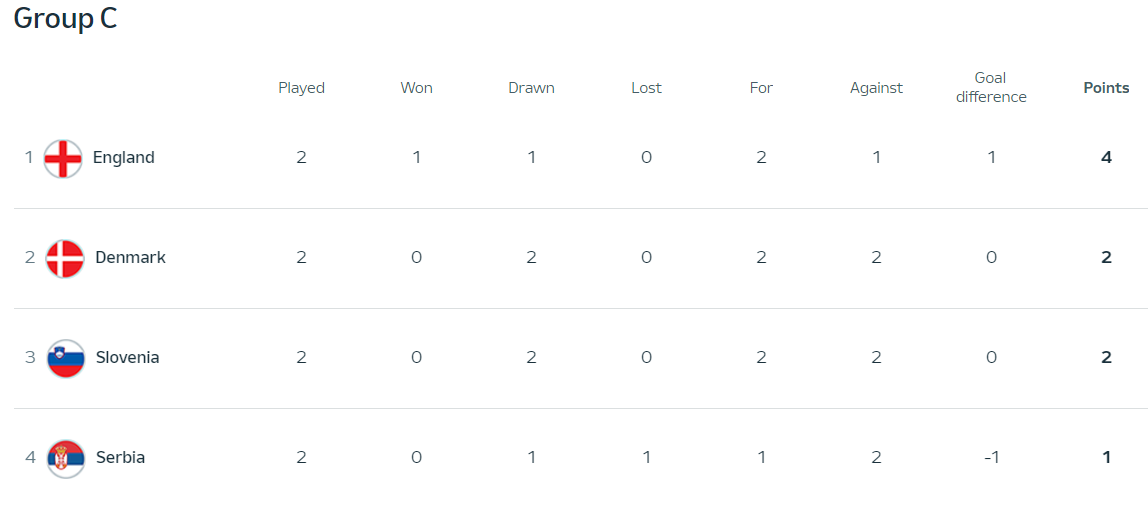 Group C
Played Won Drawn Lost For Against Goal difference Points
1 England 2 1 1 0 2 1 1 4
2 Denmark 2 0 2 0 2 2 0 2
3 Slovenia 2 0 2 0 2 2 0 2
4 Serbia 2 0 1 1 1 2 -1 1